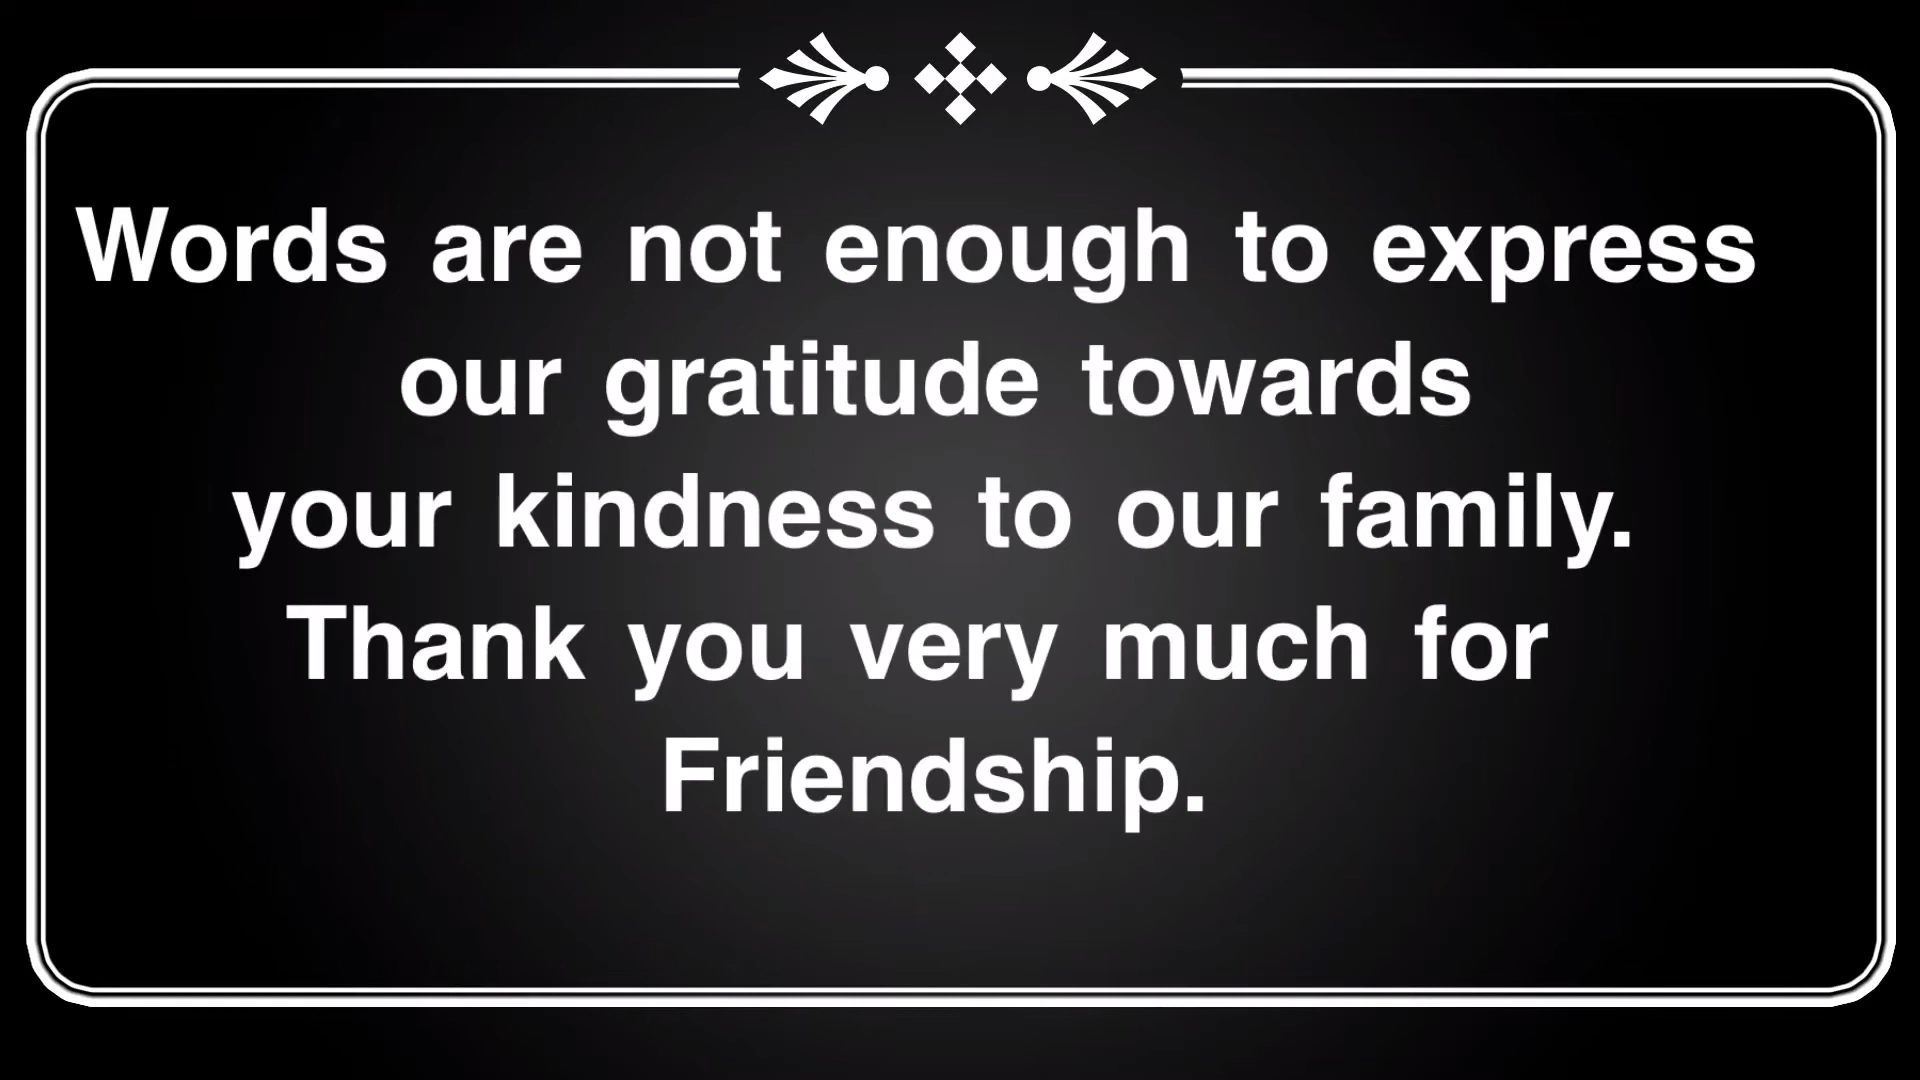 Words are not enough to express
our gratitude towards
your kindness to our family.
Thank you very much for
Friendship.